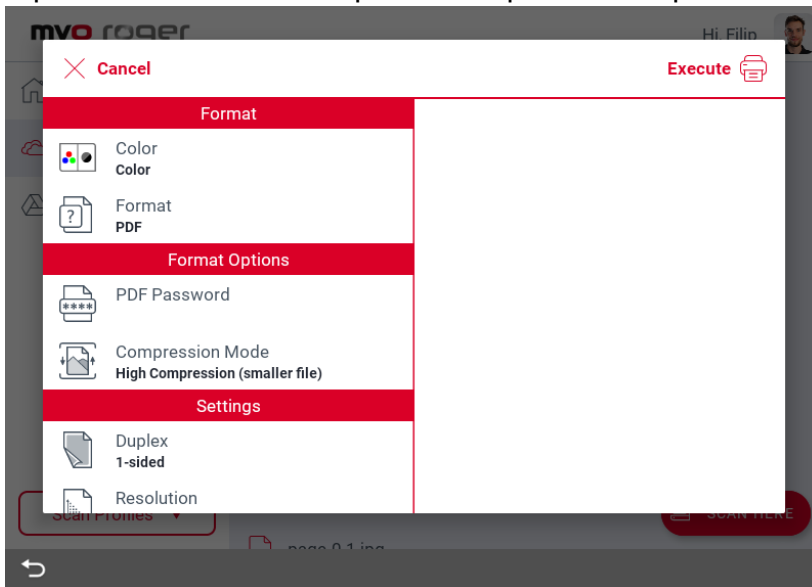 mvo roger
Hi, Filip
Cancel
Execute
Format
Color
Color
Format
?
PDF
Format Options
PDF Password
****
Compression Mode
High Compression (smaller file)
Settings
Duplex
1-sided
Resolution
Scan Profiles
SCAN HERE
page 0 1.jpg